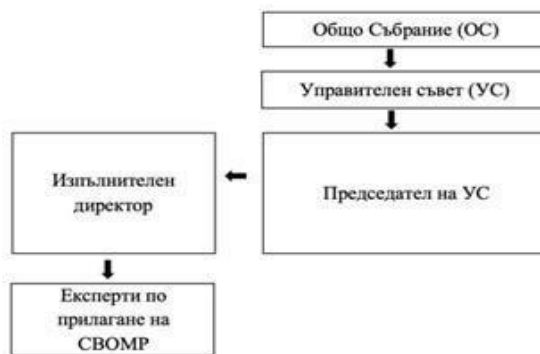 Общо Събрание (ОС)
Управителен съвет (УС)
Изпълнителен
директор
Председател на УС
Експерти по
прилагане на
СВОМР